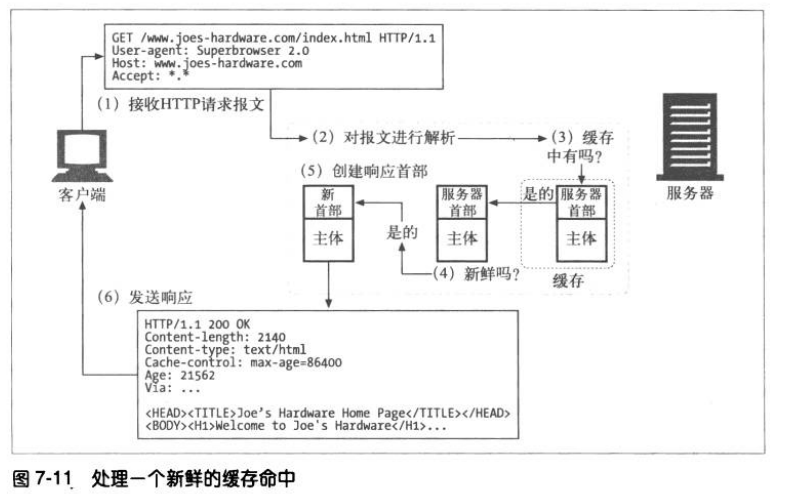 GET /www.joes-hardware.com/index.html HTTP/1.1
User-agent: Superbrowser 2.0
Host: www.joes-hardware.com
Accept: *.*
(1) 接收HTTP请求报文
(2) 对报文进行解析
(3) 缓存
中有吗?
客户端
服务器
(5) 创建响应首部
新
首部
主体
是的
服务器
首部
主体
是的
服务器
首部
主体
(4) 新鲜吗?
缓存
(6) 发送响应
HTTP/1.1 200 OK
Content-length: 2140
Content-type: text/html
Cache-control: max-age=86400
Age: 21562
Via: ...
<HEAD><TITLE>Joe's Hardware Home Page</TITLE></HEAD>
<BODY><H1>Welcome to Joe's Hardware</H1>...
图 7-11 处理一个新鲜的缓存命中